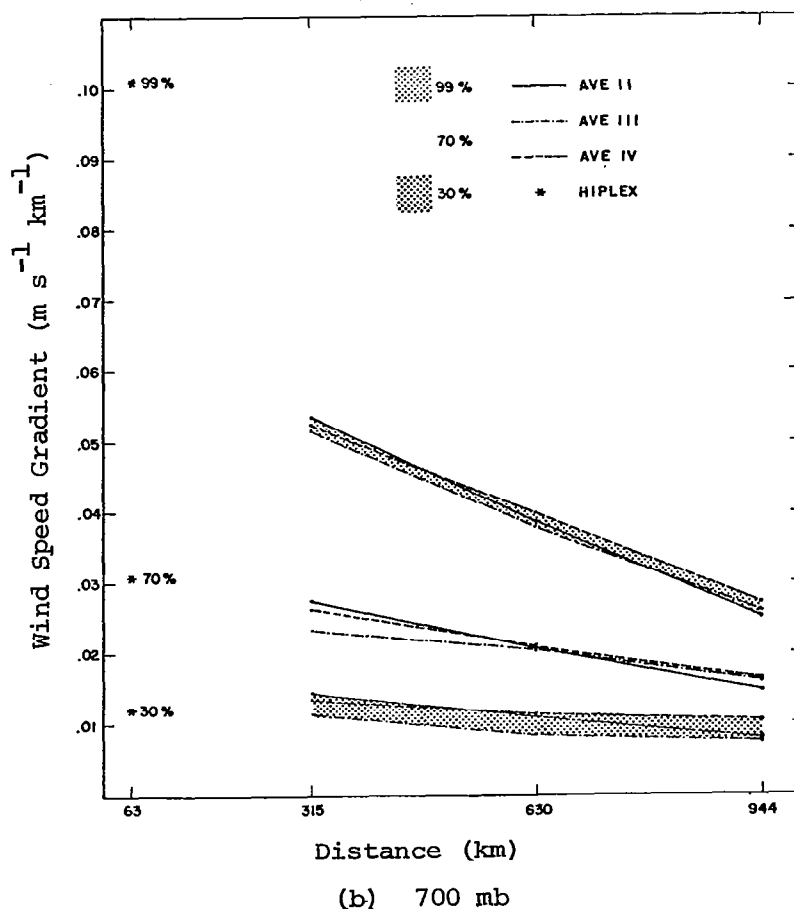 * 99%
99% AVE II
70% AVE III
AVE IV
30% * HIPLEX
.10
.09
.08
.07
.06
.05
.04
.03
.02
.01
Wind Speed Gradient (m s⁻¹ km⁻¹)
* 70%
* 30%
63 315 630 944
Distance (km)
(b) 700 mb